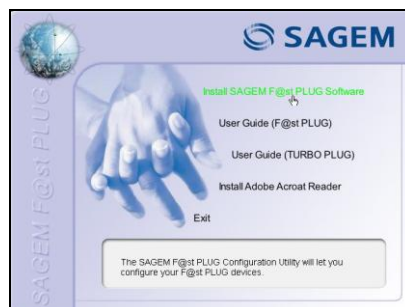 SAGEM
Install SAGEM F@st PLUG Software
User Guide (F@st PLUG)
User Guide (TURBO PLUG)
Install Adobe Acroat Reader
Exit
The SAGEM F@st PLUG Configuration Utility will let you
configure your F@st PLUG devices.
SAGEM F@st PLUG